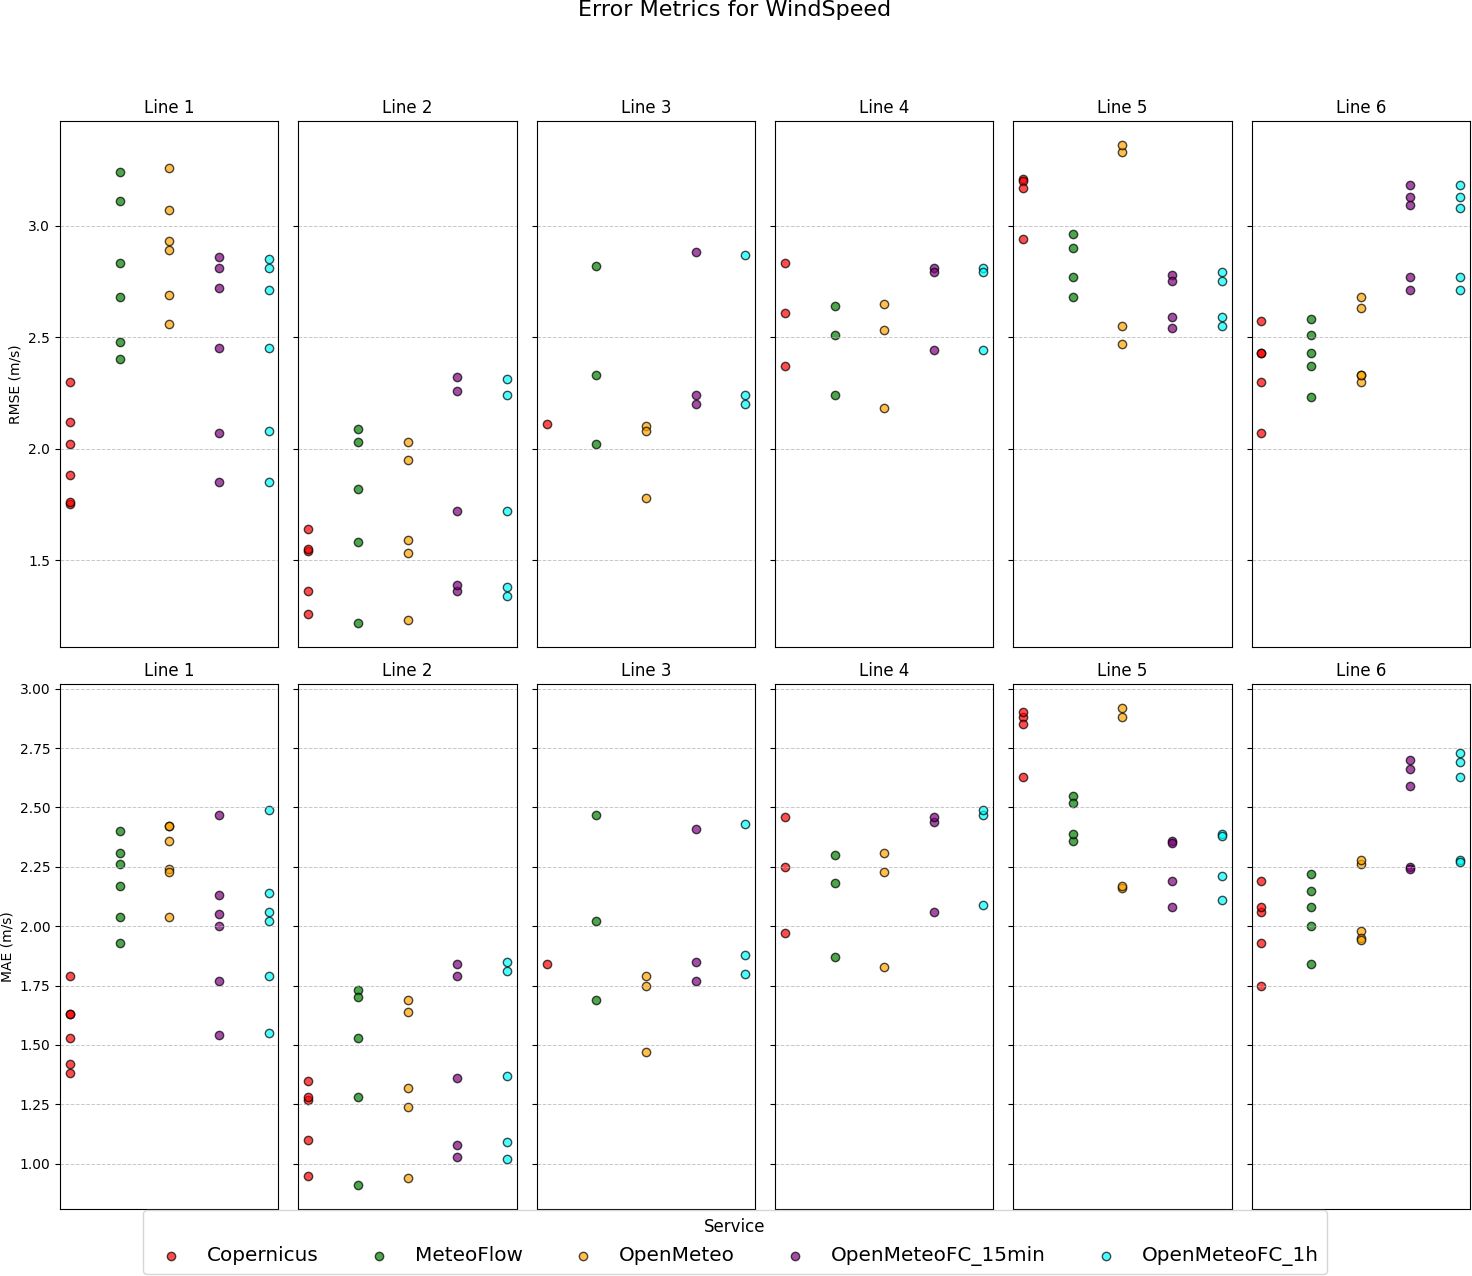 Error Metrics for WindSpeed
Line 1
Line 2
Line 3
Line 4
Line 5
Line 6
RMSE (m/s)
3.0
2.5
2.0
1.5
Line 1
Line 2
Line 3
Line 4
Line 5
Line 6
MAE (m/s)
3.00
2.75
2.50
2.25
2.00
1.75
1.50
1.25
1.00
Service
Copernicus MeteoFlow OpenMeteo OpenMeteoFC_15min OpenMeteoFC_1h